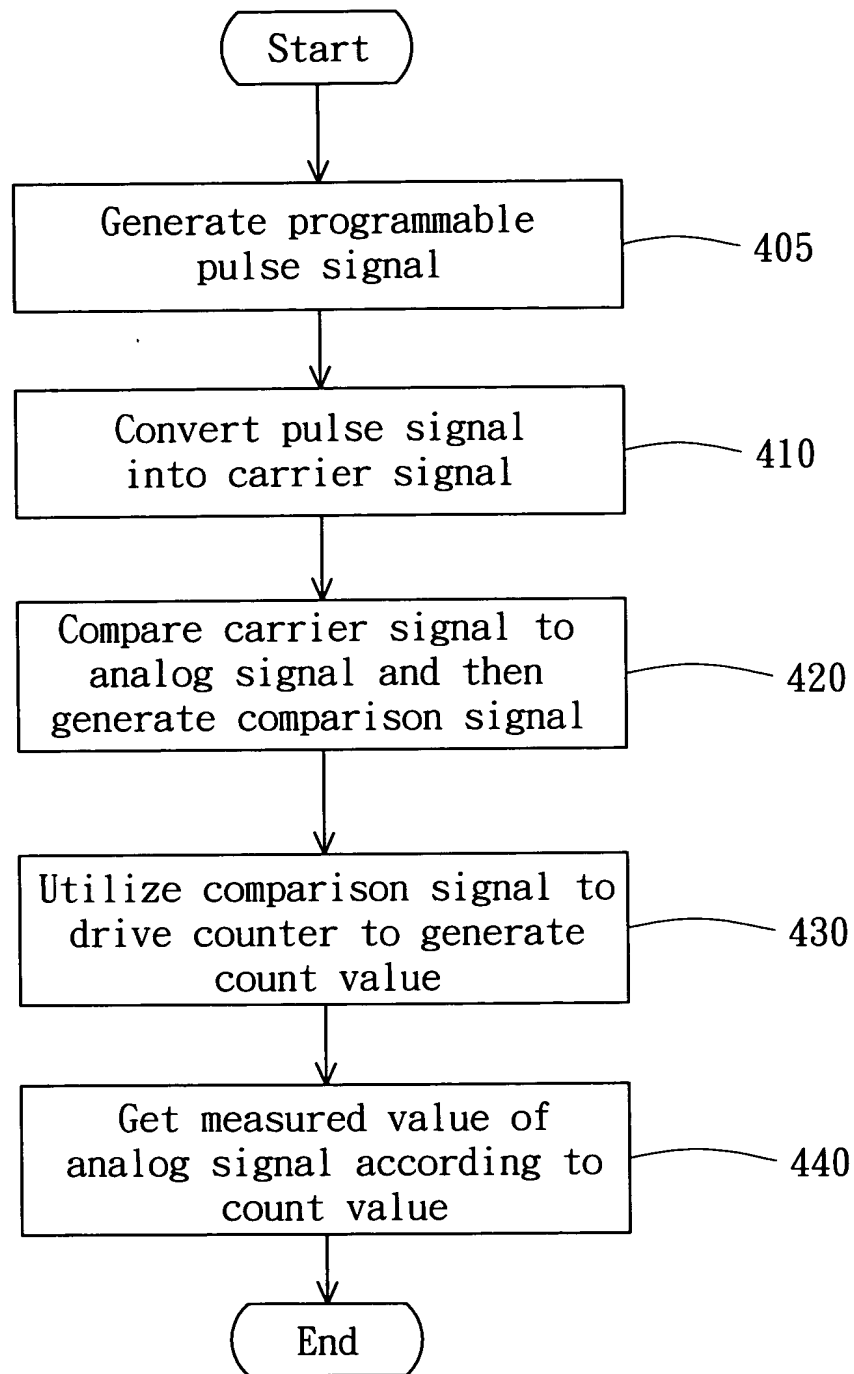 Start
Generate programmable
pulse signal
405
Convert pulse signal
into carrier signal
410
Compare carrier signal to
analog signal and then
generate comparison signal
420
Utilize comparison signal to
drive counter to generate
count value
430
Get measured value of
analog signal according to
count value
440
End